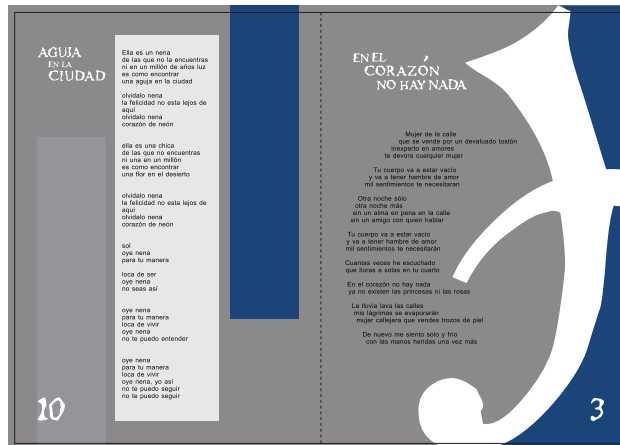 AGUJA
EN LA
CIUDAD
Ella es un nena
de las que no la encuentras
ni en un millón de años luz
es como encontrar
una aguja en la ciudad
olvidalo nena
la felicidad no esta lejos de
aquí
olvidalo nena
corazón de neón
ella es una chica
de las que no encuentras
ni una en un millón
es como encontrar
una flor en el desierto
olvidalo nena
la felicidad no esta lejos de
aquí
olvidalo nena
corazón de neón
sol
oye nena
para tu manera
loca de ser
oye nena
no seas así
oye nena
para tu manera
loca de vivir
oye nena
no te puedo entender
oye nena
para tu manera
loca de vivir
oye nena, yo así
no te puedo seguir
no te puedo seguir
10
EN EL
CORAZÓN
NO HAY NADA
Mujer de la calle
que se vende por un devaluado tostón
inexperto en amores
te devora cualquier mujer
Tu cuerpo va a estar vacío
y va a tener hambre de amor
mil sentimientos te necesitaran
Otra noche sólo
otra noche más
sin un alma en pena en la calle
sin un amigo con quien hablar
Tu cuerpo va a estar vacío
y va a tener hambre de amor
mil sentimientos te necesitarán
Cuantas veces he escuchado
que lloras a solas en tu cuarto
En el corazón no hay nada
ya no existen las princesas ni las rosas
La lluvia lava las calles
mis lágrimas se evaporarán
mujer callejera que vendes trozos de piel
De nuevo me siento solo y frío
con las manos heridas una vez más
3